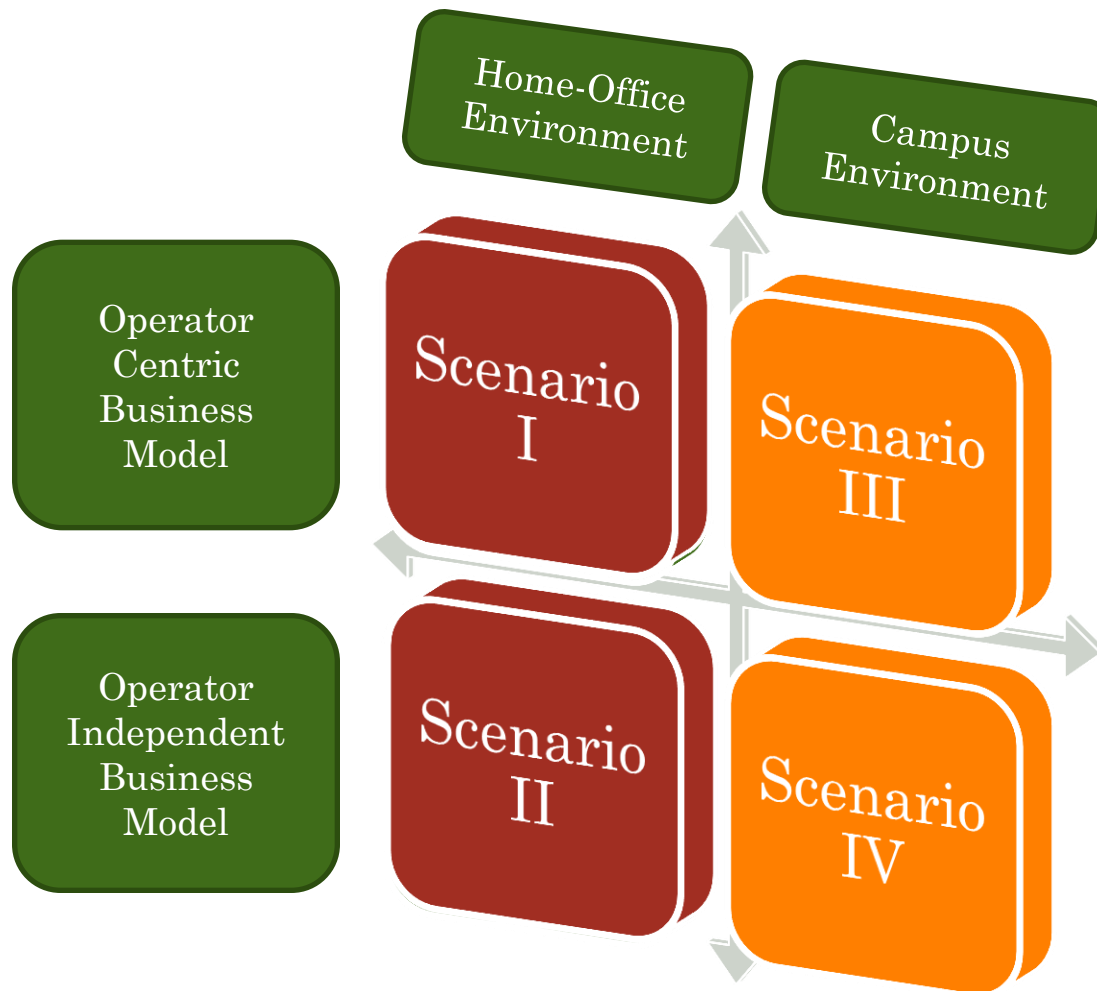 Home-Office
Environment
Campus
Environment
Operator
Centric
Business
Model
Scenario
I
Scenario
III
Operator
Independent
Business
Model
Scenario
II
Scenario
IV